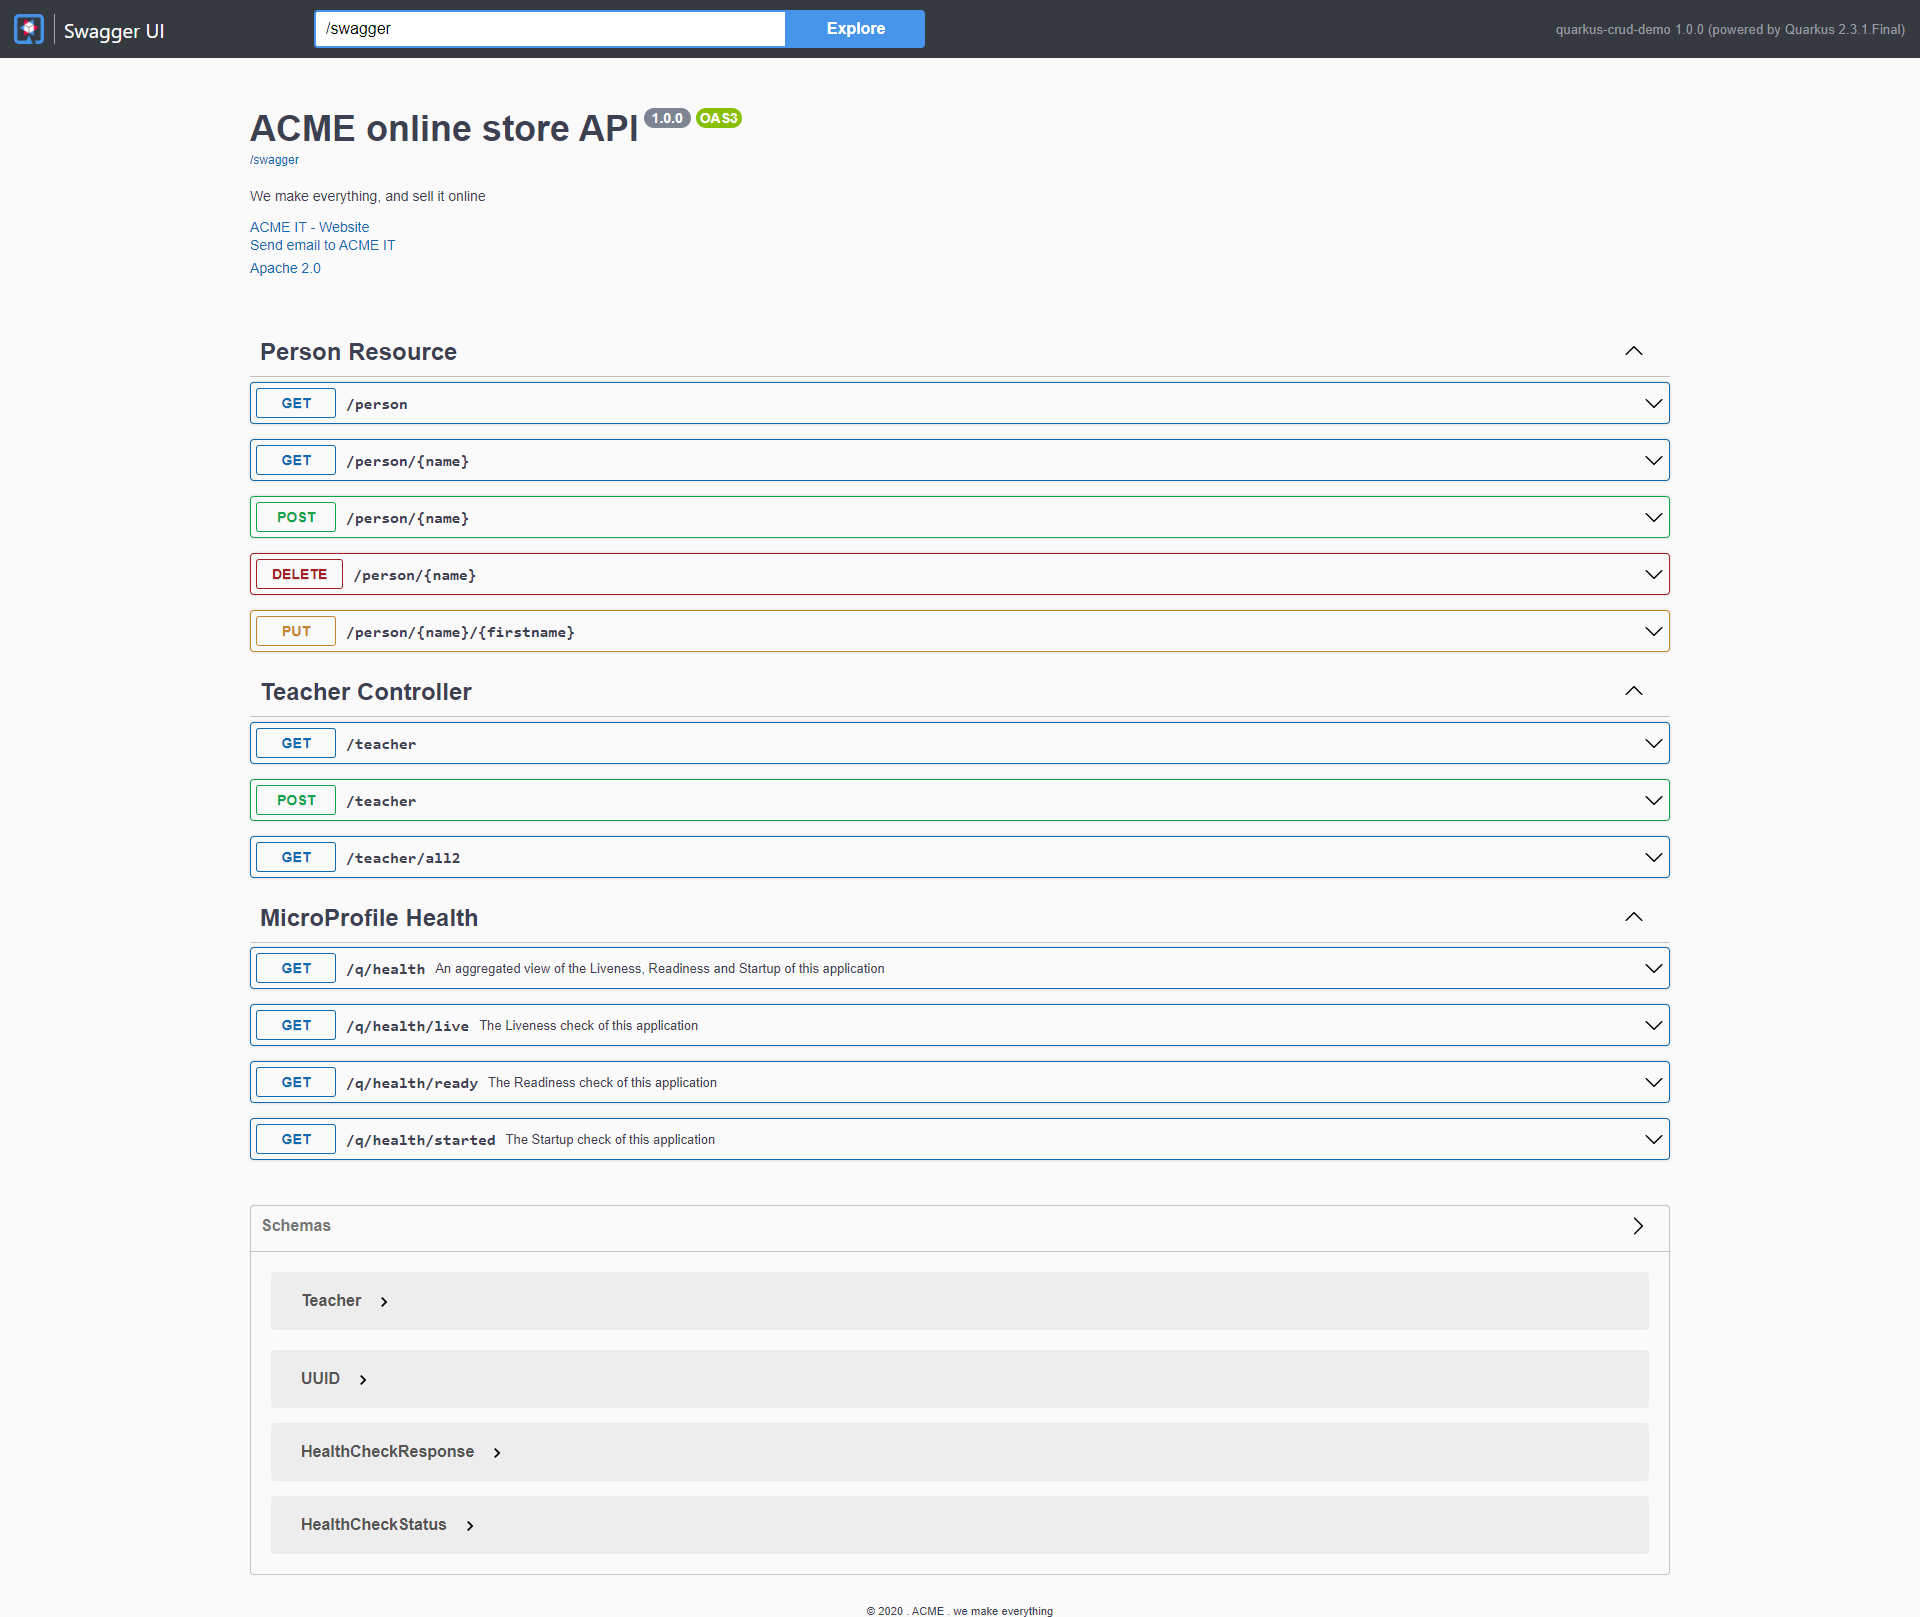 Swagger UI
/swagger
Explore
quarkus-crud-demo 1.0.0 (powered by Quarkus 2.3.1.Final)
ACME online store API 1.0.0 OAS3
/swagger
We make everything, and sell it online
ACME IT - Website
Send email to ACME IT
Apache 2.0
Person Resource
GET /person
GET /person/{name}
POST /person/{name}
DELETE /person/{name}
PUT /person/{name}/{firstname}
Teacher Controller
GET /teacher
POST /teacher
GET /teacher/all2
MicroProfile Health
GET /q/health An aggregated view of the Liveness, Readiness and Startup of this application
GET /q/health/live The Liveness check of this application
GET /q/health/ready The Readiness check of this application
GET /q/health/started The Startup check of this application
Schemas
Teacher
UUID
HealthCheckResponse
HealthCheckStatus
© 2020 . ACME . we make everything